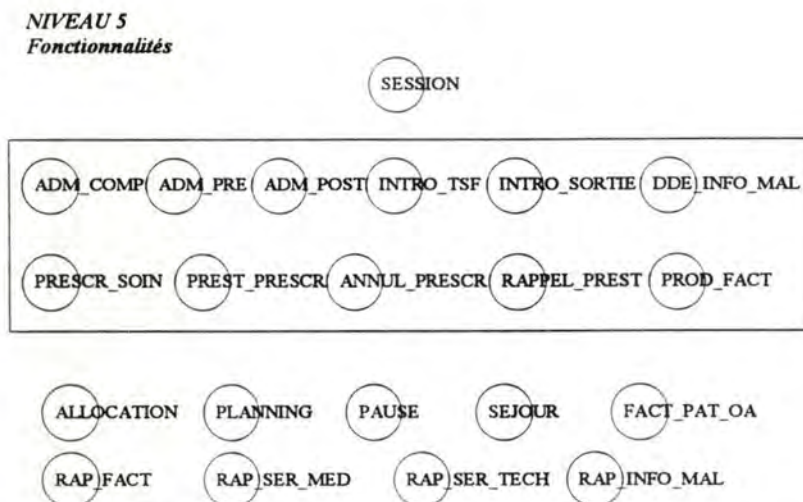 NIVEAU 5
Fonctionnalités
SESSION
ADM_COMP ADM_PRE ADM_POST INTRO_TSF INTRO_SORTIE DDE_INFO_MAL
PRESCR_SOIN PREST_PRESCR ANNUL_PRESCR RAPPEL_PREST PROD_FACT
ALLOCATION PLANNING PAUSE SEJOUR FACT_PAT_OA
RAP_FACT RAP_SER_MED RAP_SER_TECH RAP_INFO_MAL